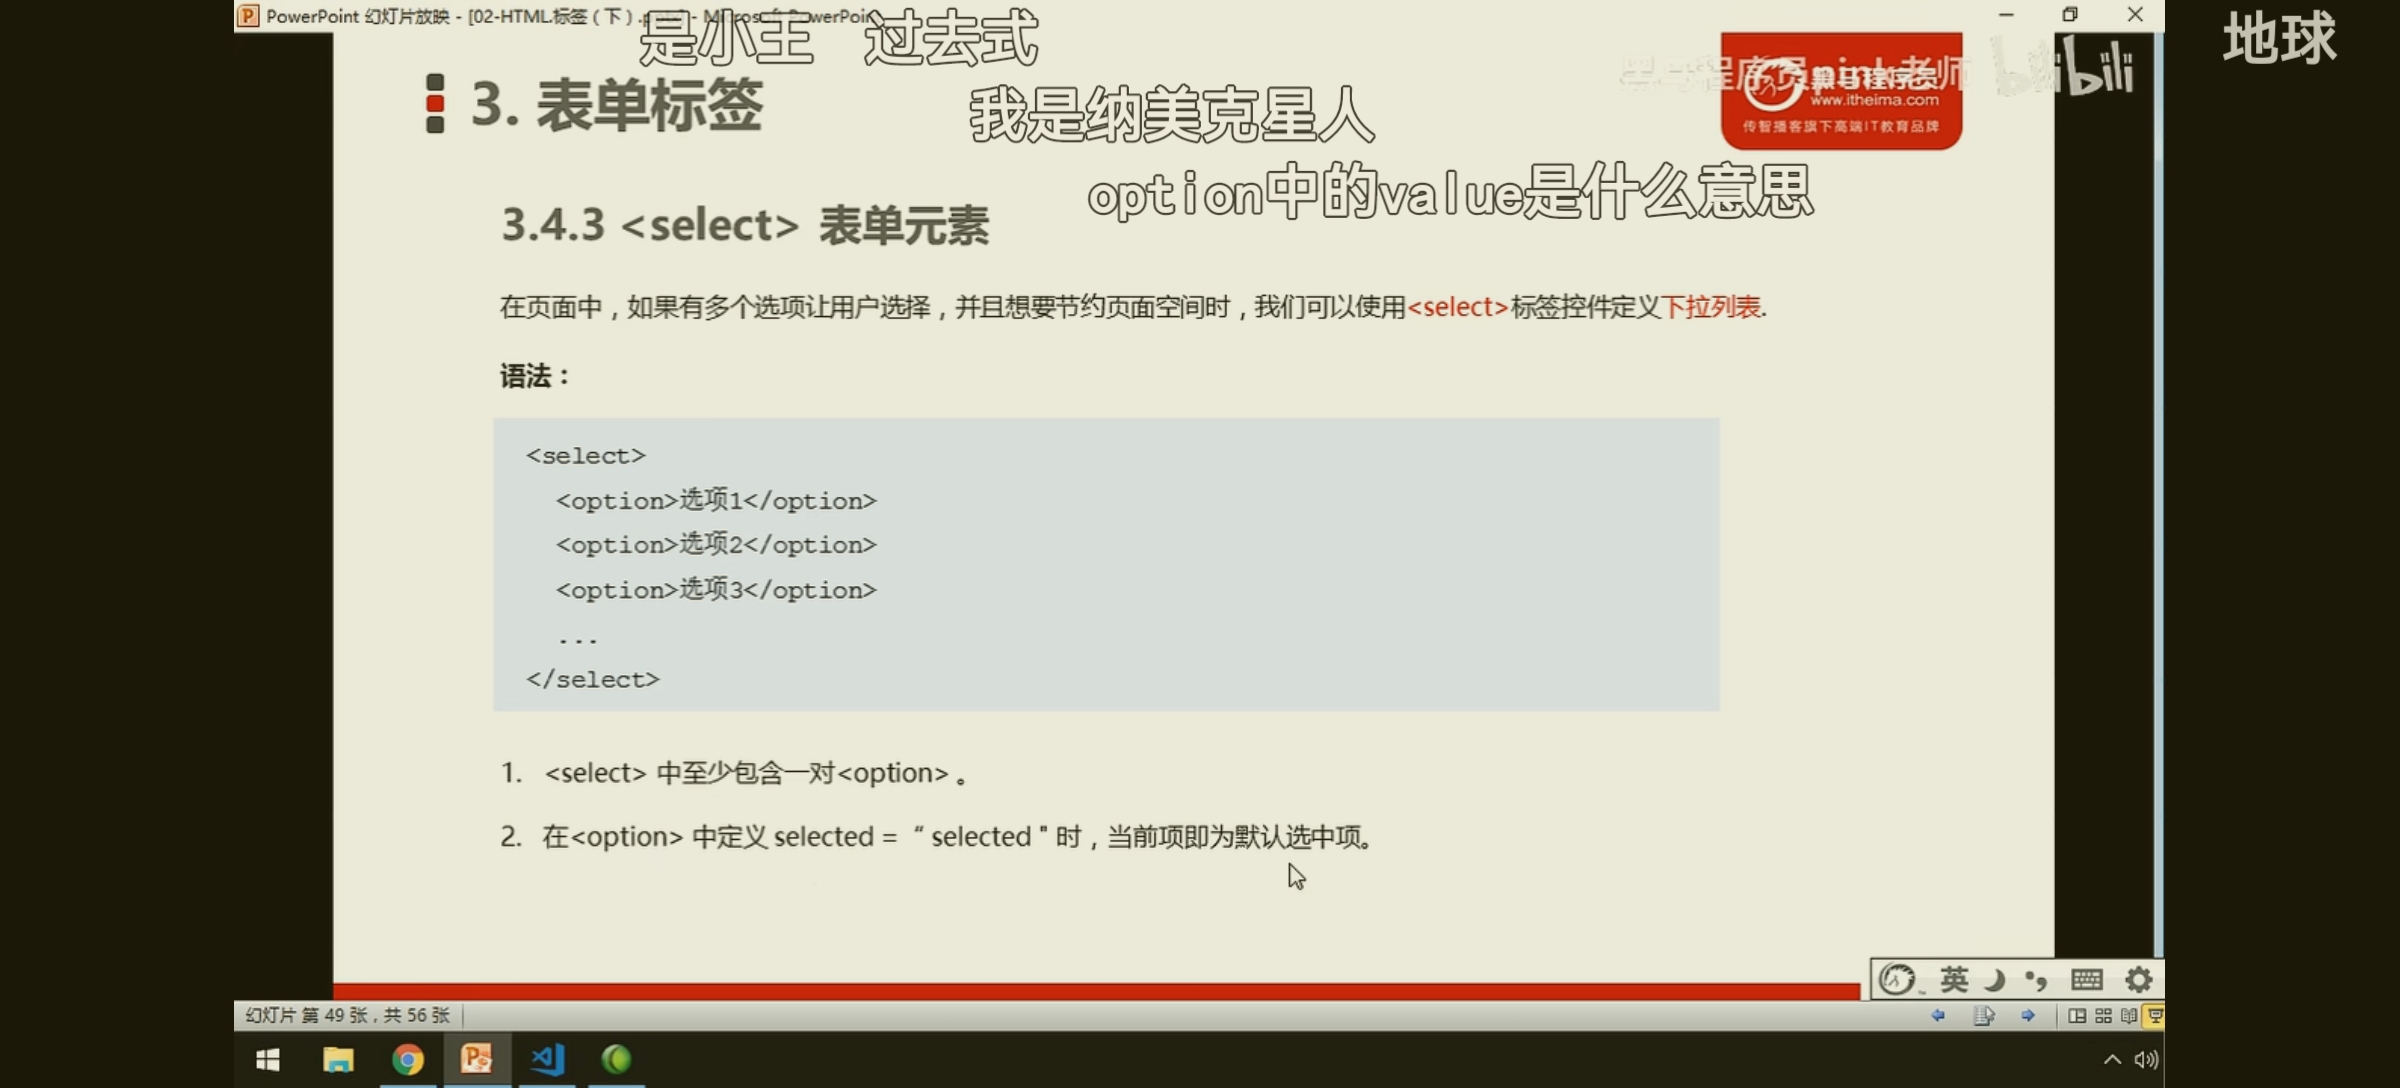 PowerPoint 幻灯片放映 - [02-HTML标签（下）.pptx] - Microsoft PowerPoint
是小王 过去式
地球
黑马程序员pink老师
bilibili
www.itheima.com
传智播客旗下高端IT教育品牌
3. 表单标签
我是纳美克星人
option中的value是什么意思
3.4.3 <select> 表单元素
在页面中，如果有多个选项让用户选择，并且想要节约页面空间时，我们可以使用<select>标签控件定义下拉列表.
语法：
<select>
<option>选项1</option>
<option>选项2</option>
<option>选项3</option>
...
</select>
1. <select> 中至少包含一对<option> 。
2. 在<option> 中定义 selected = “ selected " 时，当前项即为默认选中项。
英
幻灯片 第 49 张，共 56 张